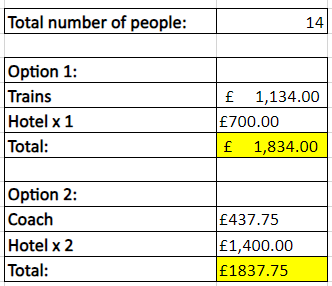 Total number of people: 14
Option 1:
Trains £ 1,134.00
Hotel x 1 £700.00
Total: £ 1,834.00
Option 2:
Coach £437.75
Hotel x 2 £1,400.00
Total: £1837.75